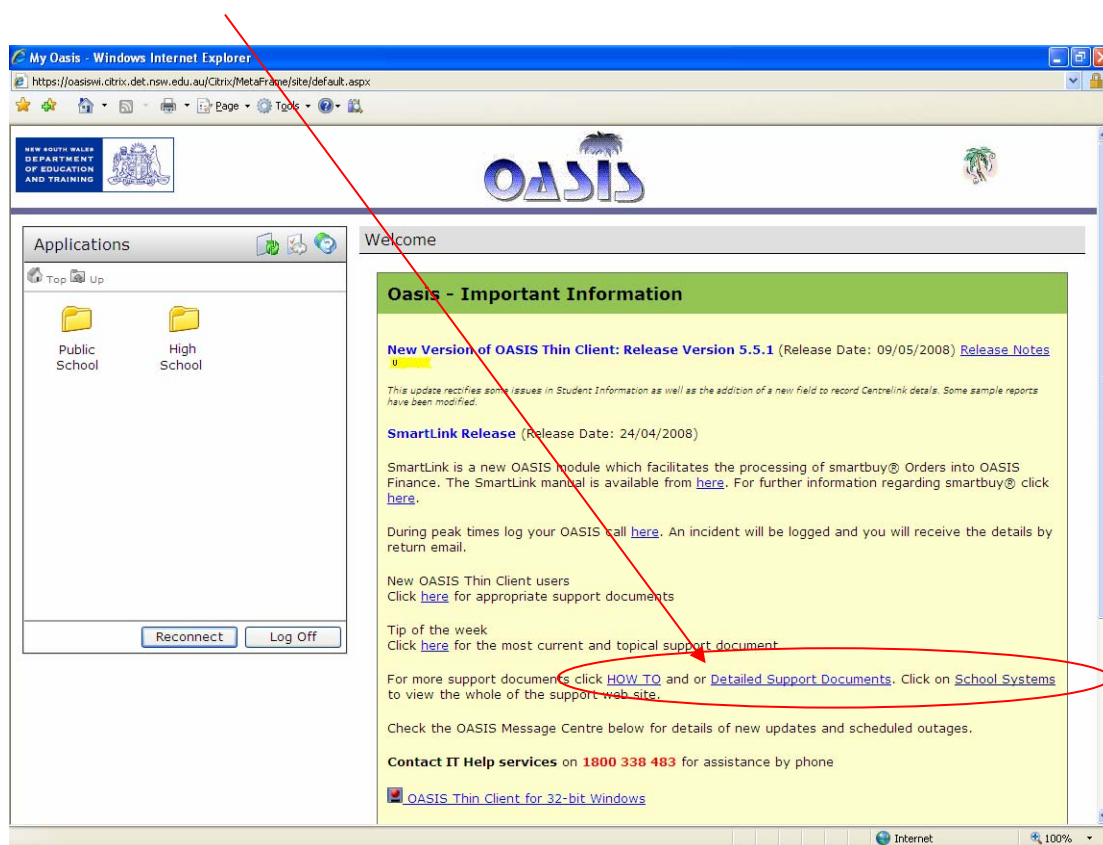 My Oasis - Windows Internet Explorer
https://oasiswi.citrix.det.nsw.edu.au/Citrix/MetaFrame/site/default.aspx
Page Tools
NEW SOUTH WALES
DEPARTMENT
OF EDUCATION
AND TRAINING
OASIS
Applications
Welcome
Top Up
Public
School
High
School
Reconnect Log Off
Oasis - Important Information
New Version of OASIS Thin Client: Release Version 5.5.1 (Release Date: 09/05/2008) Release Notes
U
This update rectifies some issues in Student Information as well as the addition of a new field to record Centrelink details. Some sample reports
have been modified.
SmartLink Release (Release Date: 24/04/2008)
SmartLink is a new OASIS module which facilitates the processing of smartbuy® Orders into OASIS
Finance. The SmartLink manual is available from here. For further information regarding smartbuy® click
here.
During peak times log your OASIS call here. An incident will be logged and you will receive the details by
return email.
New OASIS Thin Client users
Click here for appropriate support documents
Tip of the week
Click here for the most current and topical support document
For more support documents click HOW TO and or Detailed Support Documents. Click on School Systems
to view the whole of the support web site.
Check the OASIS Message Centre below for details of new updates and scheduled outages.
Contact IT Help services on 1800 338 483 for assistance by phone
OASIS Thin Client for 32-bit Windows
Internet 100%